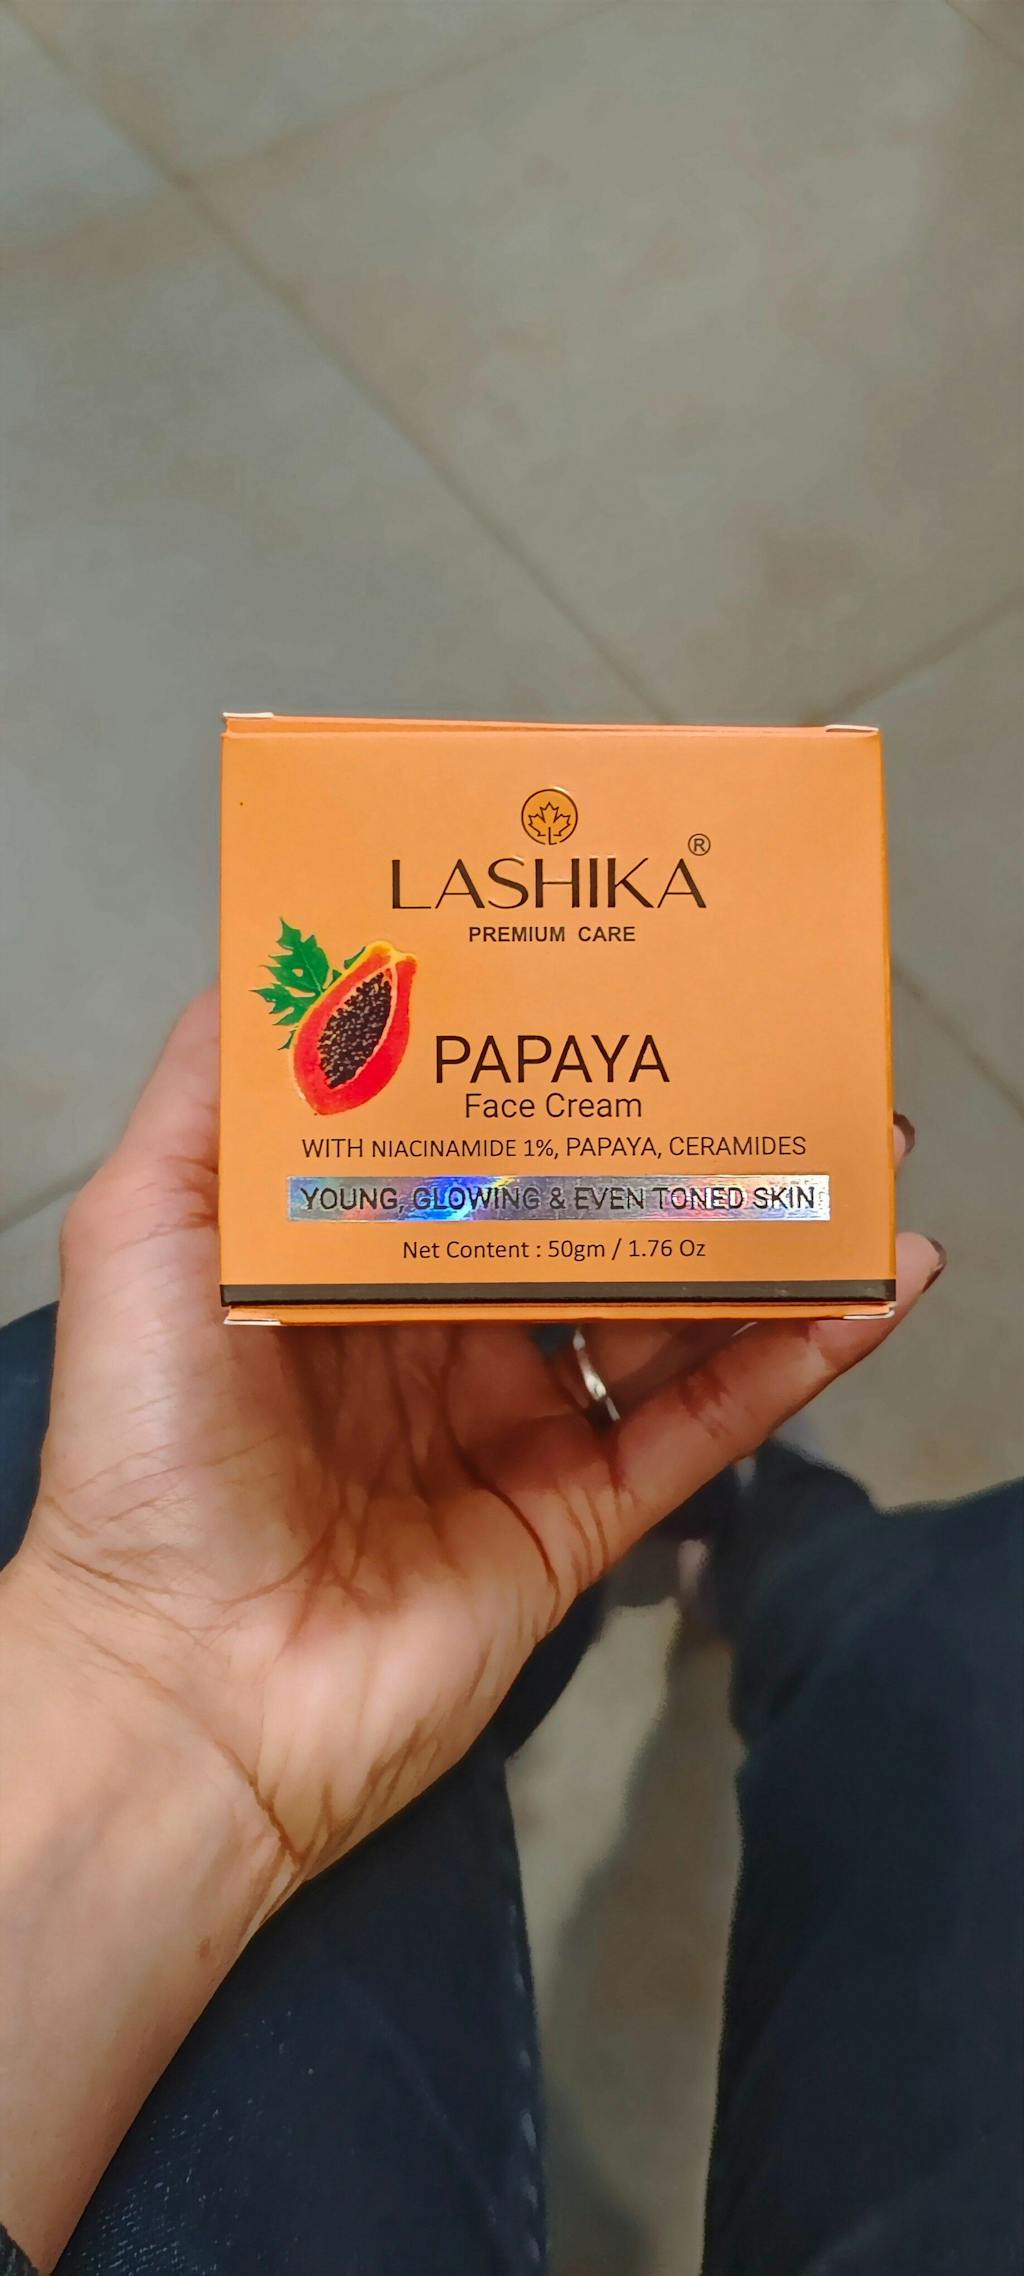 LASHIKA®
PREMIUM CARE
PAPAYA
Face Cream
WITH NIACINAMIDE 1%, PAPAYA, CERAMIDES
YOUNG, GLOWING & EVEN TONED SKIN
Net Content : 50gm / 1.76 Oz